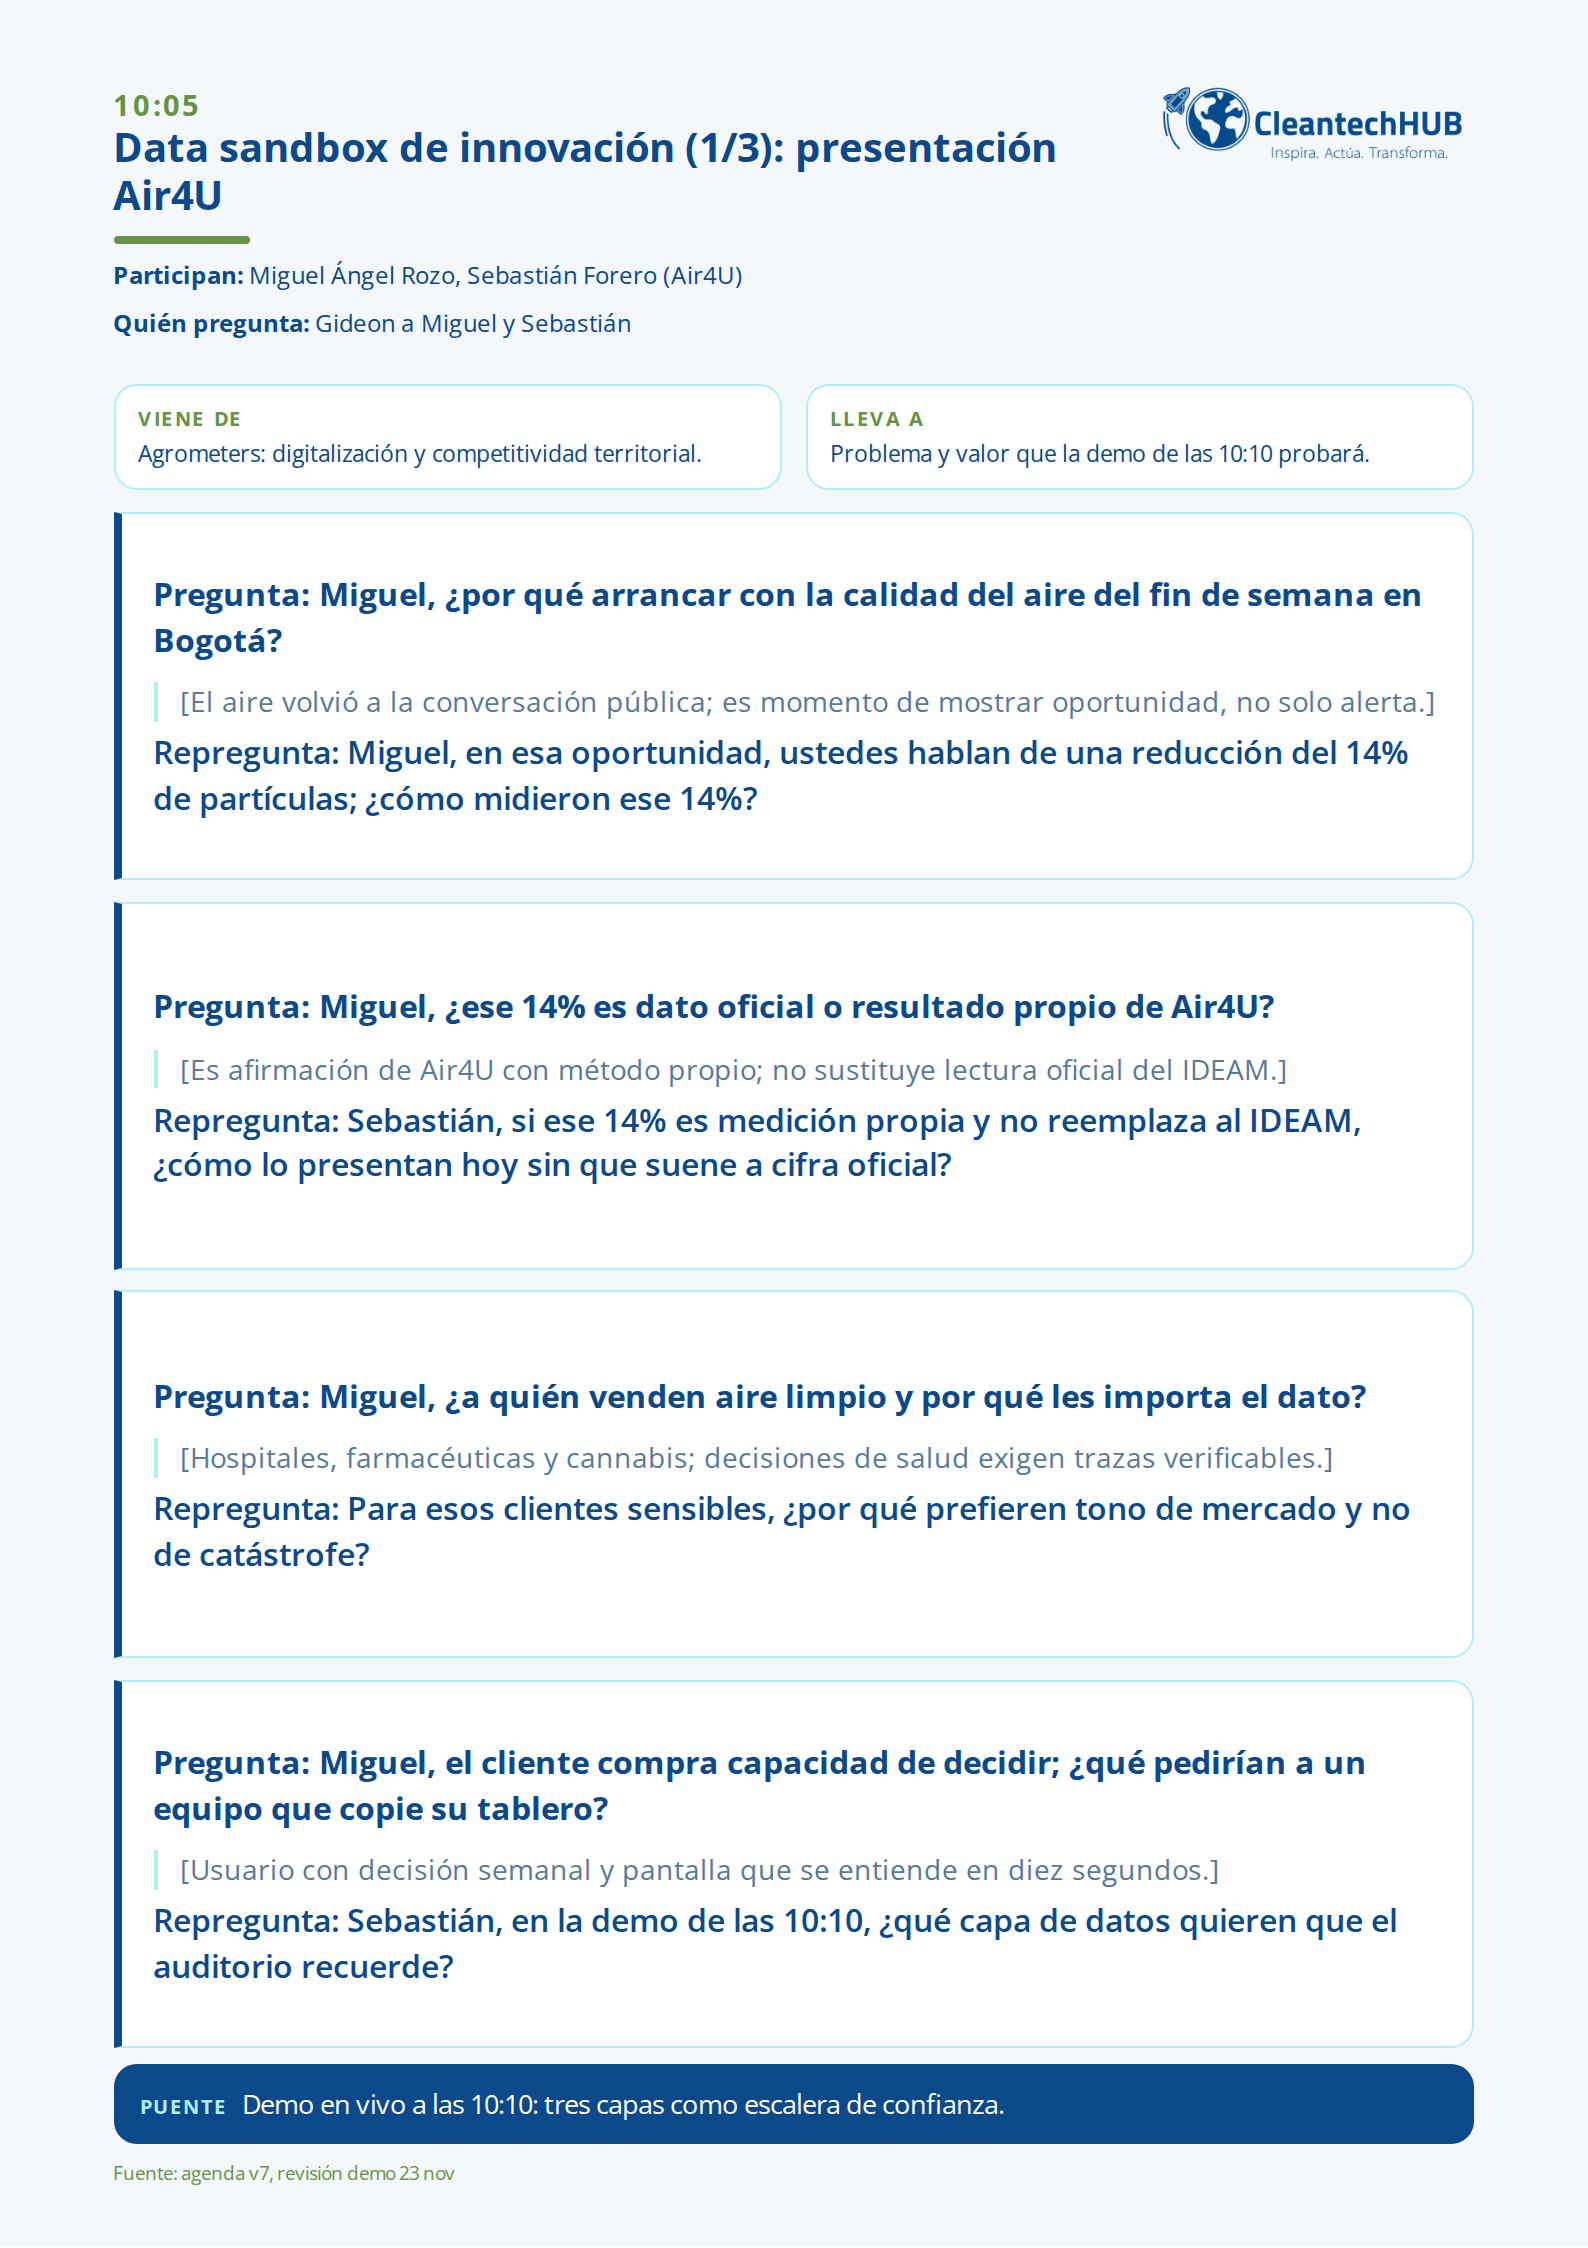 10:05
Data sandbox de innovación (1/3): presentación
Air4U
CleantechHUB
Inspira. Actúa. Transforma.
Participan: Miguel Ángel Rozo, Sebastián Forero (Air4U)
Quién pregunta: Gideon a Miguel y Sebastián
VIENE DE
Agrometers: digitalización y competitividad territorial.
LLEVA A
Problema y valor que la demo de las 10:10 probará.
Pregunta: Miguel, ¿por qué arrancar con la calidad del aire del fin de semana en
Bogotá?
[El aire volvió a la conversación pública; es momento de mostrar oportunidad, no solo alerta.]
Repregunta: Miguel, en esa oportunidad, ustedes hablan de una reducción del 14%
de partículas; ¿cómo midieron ese 14%?
Pregunta: Miguel, ¿ese 14% es dato oficial o resultado propio de Air4U?
[Es afirmación de Air4U con método propio; no sustituye lectura oficial del IDEAM.]
Repregunta: Sebastián, si ese 14% es medición propia y no reemplaza al IDEAM,
¿cómo lo presentan hoy sin que suene a cifra oficial?
Pregunta: Miguel, ¿a quién venden aire limpio y por qué les importa el dato?
[Hospitales, farmacéuticas y cannabis; decisiones de salud exigen trazas verificables.]
Repregunta: Para esos clientes sensibles, ¿por qué prefieren tono de mercado y no
de catástrofe?
Pregunta: Miguel, el cliente compra capacidad de decidir; ¿qué pedirían a un
equipo que copie su tablero?
[Usuario con decisión semanal y pantalla que se entiende en diez segundos.]
Repregunta: Sebastián, en la demo de las 10:10, ¿qué capa de datos quieren que el
auditorio recuerde?
PUENTE Demo en vivo a las 10:10: tres capas como escalera de confianza.
Fuente: agenda v7, revisión demo 23 nov